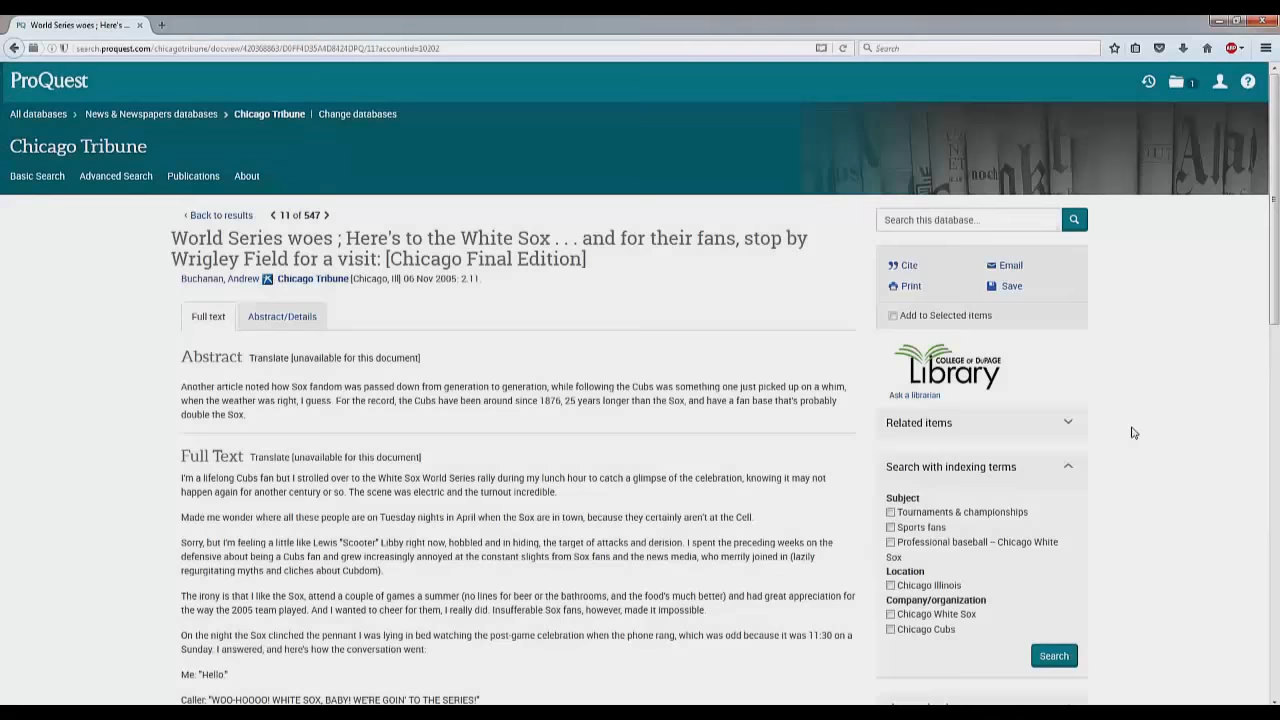 World Series woes ; Here's ...
search.proquest.com/chicagotribune/docview/420368863/D0FF4D35A4D8424DPQ/11?accountid=10202
Search
ProQuest
1
All databases > News & Newspapers databases > Chicago Tribune | Change databases
Chicago Tribune
Basic Search Advanced Search Publications About
‹ Back to results
11 of 547
World Series woes ; Here's to the White Sox . . . and for their fans, stop by
Wrigley Field for a visit: [Chicago Final Edition]
Buchanan, Andrew Chicago Tribune [Chicago, Ill] 06 Nov 2005: 2.11.
Full text
Abstract/Details
Abstract Translate [unavailable for this document]
Another article noted how Sox fandom was passed down from generation to generation, while following the Cubs was something one just picked up on a whim,
when the weather was right, I guess. For the record, the Cubs have been around since 1876, 25 years longer than the Sox, and have a fan base that's probably
double the Sox.
Full Text Translate [unavailable for this document]
I'm a lifelong Cubs fan but I strolled over to the White Sox World Series rally during my lunch hour to catch a glimpse of the celebration, knowing it may not
happen again for another century or so. The scene was electric and the turnout incredible.
Made me wonder where all these people are on Tuesday nights in April when the Sox are in town, because they certainly aren't at the Cell.
Sorry, but I'm feeling a little like Lewis "Scooter" Libby right now, hobbled and in hiding, the target of attacks and derision. I spent the preceding weeks on the
defensive about being a Cubs fan and grew increasingly annoyed at the constant slights from Sox fans and the news media, who merrily joined in (lazily
regurgitating myths and cliches about Cubdom).
The irony is that I like the Sox, attend a couple of games a summer (no lines for beer or the bathrooms, and the food's much better) and had great appreciation for
the way the 2005 team played. And I wanted to cheer for them, I really did. Insufferable Sox fans, however, made it impossible.
On the night the Sox clinched the pennant I was lying in bed watching the post-game celebration when the phone rang, which was odd because it was 11:30 on a
Sunday. I answered, and here's how the conversation went:
Me: "Hello."
Caller: "WOO-HOOOO! WHITE SOX, BABY! WE'RE GOIN' TO THE SERIES!"
Search this database...
Cite
Email
Print
Save
Add to Selected items
COLLEGE OF DUPAGE
Library
Ask a librarian
Related items
Search with indexing terms
Subject
Tournaments & championships
Sports fans
Professional baseball -- Chicago White
Sox
Location
Chicago Illinois
Company/organization
Chicago White Sox
Chicago Cubs
Search